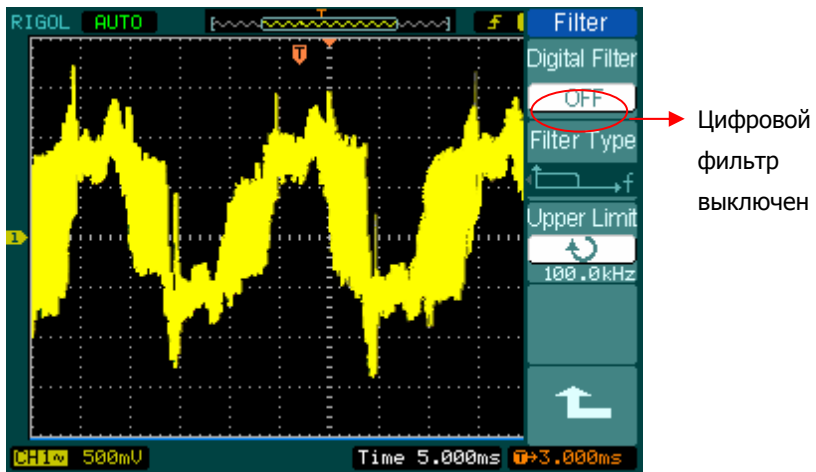 RIGOL AUTO T f Filter
Digital Filter
T
OFF
Цифровой
Filter Type
фильтр
f
выключен
Upper Limit
1
100.0kHz
CH1~ 500mV Time 5.000ms T→3.000ms